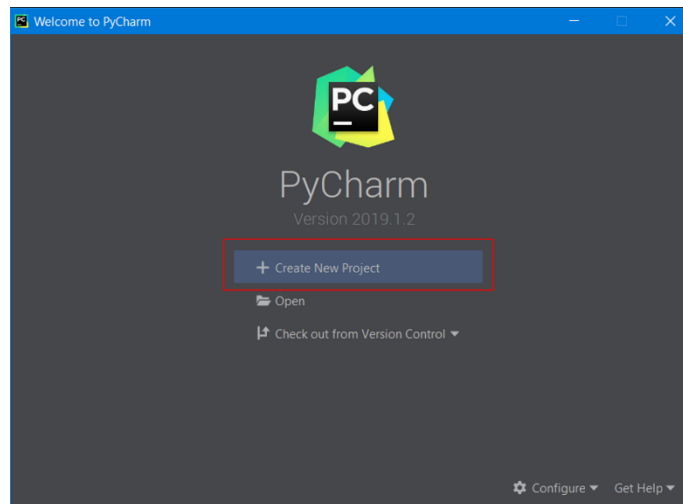 Welcome to PyCharm
PC
PyCharm
Version 2019.1.2
Create New Project
Open
Check out from Version Control
Configure
Get Help